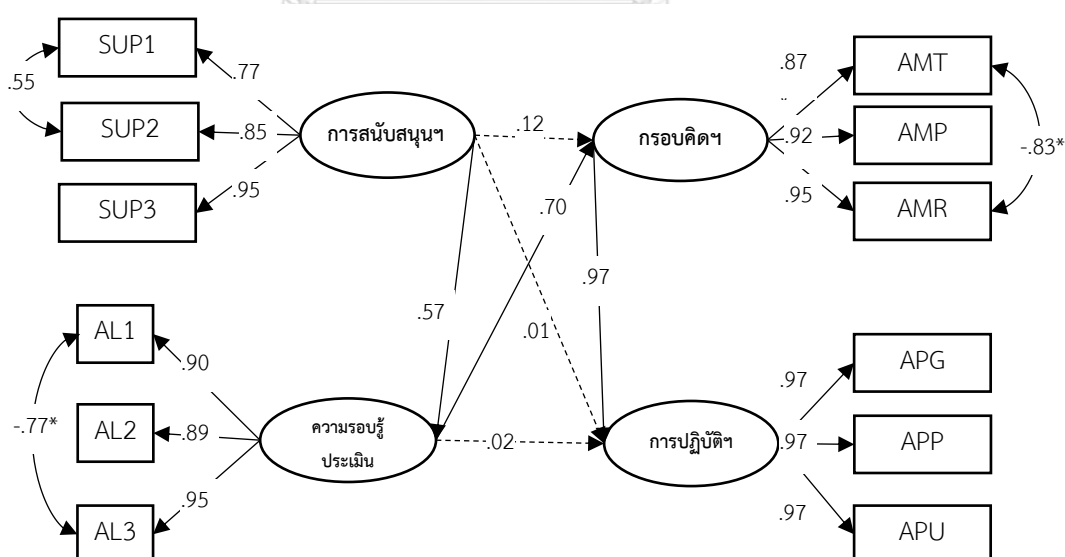 SUP1
.77
.55
SUP2
.85
SUP3
.95
การสนับสนุนฯ
.12
กรอบคิดฯ
.87
..
.92
.95
AMT
AMP
AMR
-.83*
.70
.97
.57
.01
AL1
.90
-.77*
AL2
.89
AL3
.95
ความรอบรู้
ประเมิน
.02
การปฏิบัติฯ
.97
.97
.97
APG
APP
APU